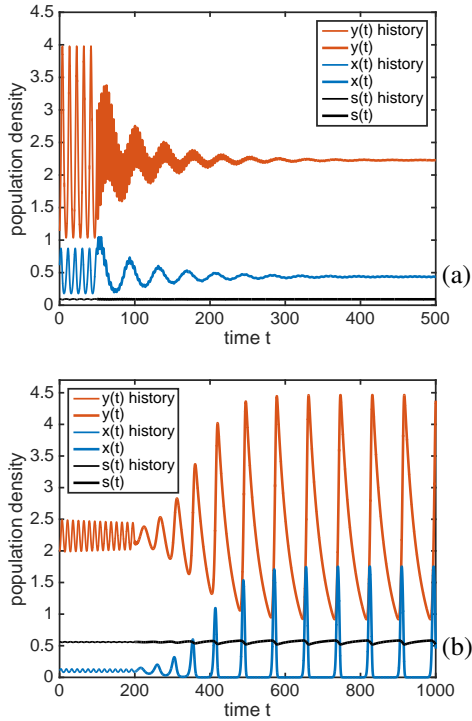 4.5
4
3.5
3
2.5
2
1.5
1
0.5
0
population density
y(t) history
y(t)
x(t) history
x(t)
s(t) history
s(t)
0 100 200 300 400 500
time t
(a)
4.5
4
3.5
3
2.5
2
1.5
1
0.5
0
population density
y(t) history
y(t)
x(t) history
x(t)
s(t) history
s(t)
0 200 400 600 800 1000
time t
(b)